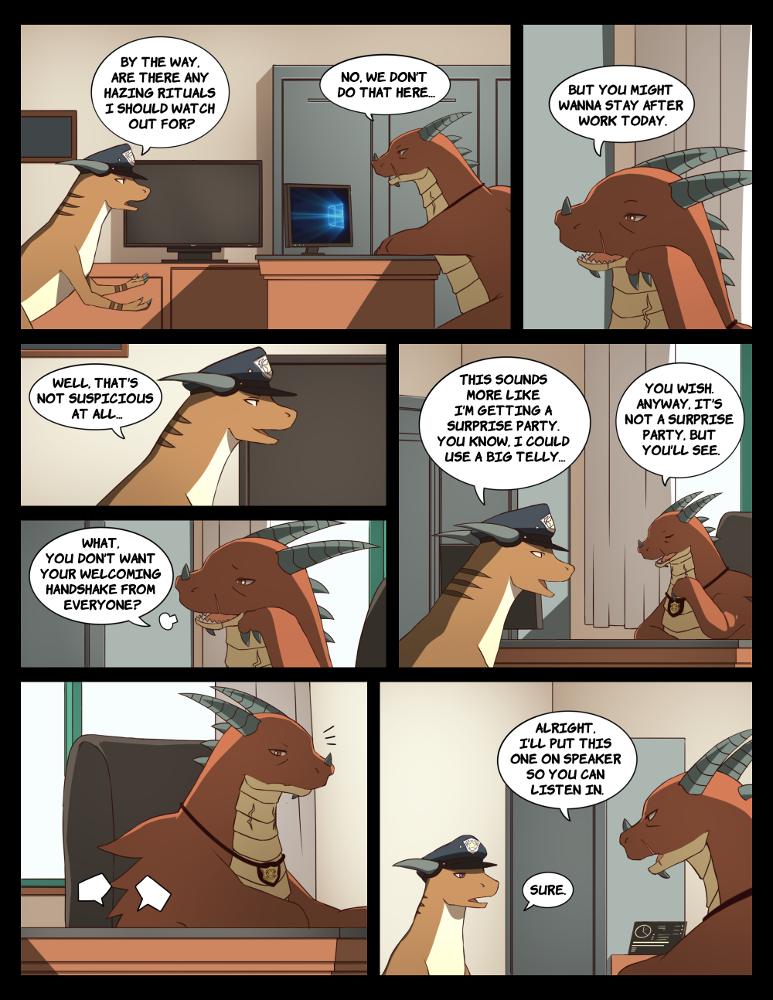 BY THE WAY,
ARE THERE ANY
HAZING RITUALS
I SHOULD WATCH
OUT FOR?
NO, WE DON'T
DO THAT HERE...
BUT YOU MIGHT
WANNA STAY AFTER
WORK TODAY.
WELL, THAT'S
NOT SUSPICIOUS
AT ALL...
THIS SOUNDS
MORE LIKE
I'M GETTING A
SURPRISE PARTY.
YOU KNOW, I COULD
USE A BIG TELLY...
YOU WISH.
ANYWAY, IT'S
NOT A SURPRISE
PARTY, BUT
YOU'LL SEE.
WHAT,
YOU DON'T WANT
YOUR WELCOMING
HANDSHAKE FROM
EVERYONE?
ALRIGHT,
I'LL PUT THIS
ONE ON SPEAKER
SO YOU CAN
LISTEN IN.
SURE.